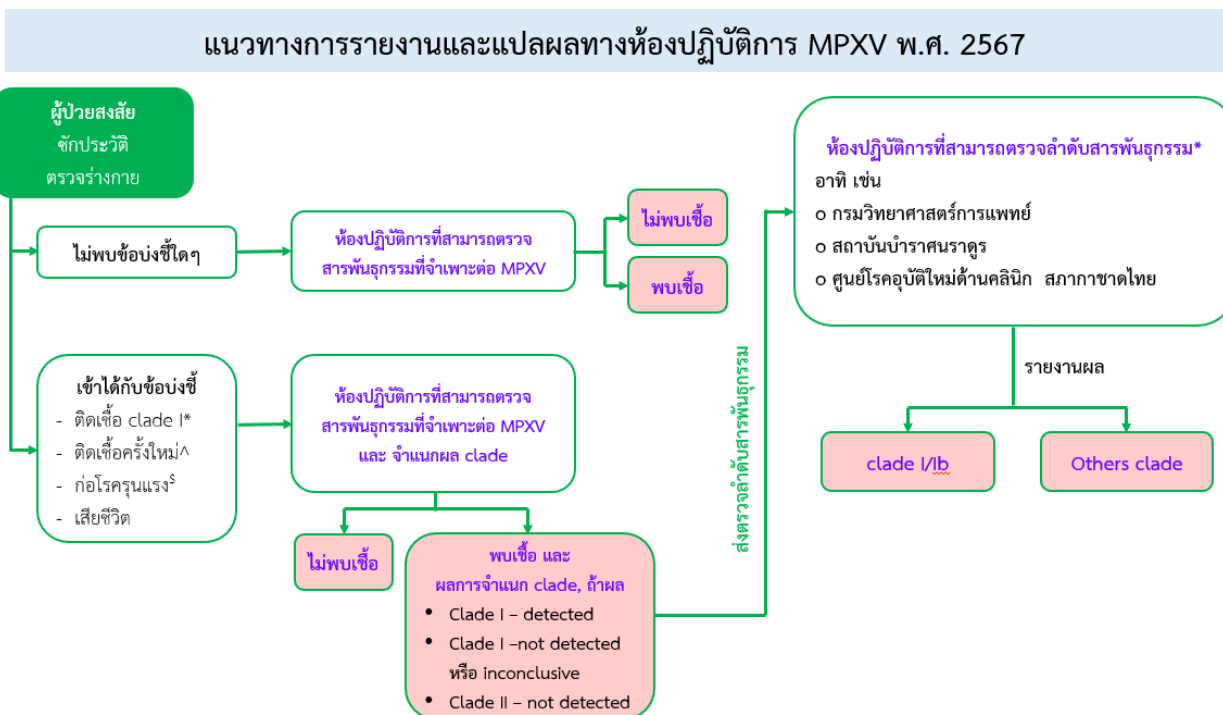 แนวทางการรายงานและแปลผลทางห้องปฏิบัติการ MPXV พ.ศ. 2567
ผู้ป่วยสงสัย
ซักประวัติ
ตรวจร่างกาย
ไม่พบข้อบ่งชี้ใดๆ
ห้องปฏิบัติการที่สามารถตรวจ
สารพันธุกรรมที่จำเพาะต่อ MPXV
ไม่พบเชื้อ
พบเชื้อ
เข้าได้กับข้อบ่งชี้
- ติดเชื้อ clade I*
- ติดเชื้อครั้งใหม่^
- ก่อโรครุนแรง$
- เสียชีวิต
ห้องปฏิบัติการที่สามารถตรวจ
สารพันธุกรรมที่จำเพาะต่อ MPXV
และ จำแนกผล clade
ไม่พบเชื้อ
พบเชื้อ และ
ผลการจำแนก clade, ถ้าผล
• Clade I – detected
• Clade I –not detected
หรือ inconclusive
• Clade II – not detected
ส่งตรวจลำดับสารพันธุกรรม
ห้องปฏิบัติการที่สามารถตรวจลำดับสารพันธุกรรม*
อาทิ เช่น
o กรมวิทยาศาสตร์การแพทย์
o สถาบันบำราศนราดูร
o ศูนย์โรคอุบัติใหม่ด้านคลินิก สภากาชาดไทย
รายงานผล
clade I/Ib
Others clade